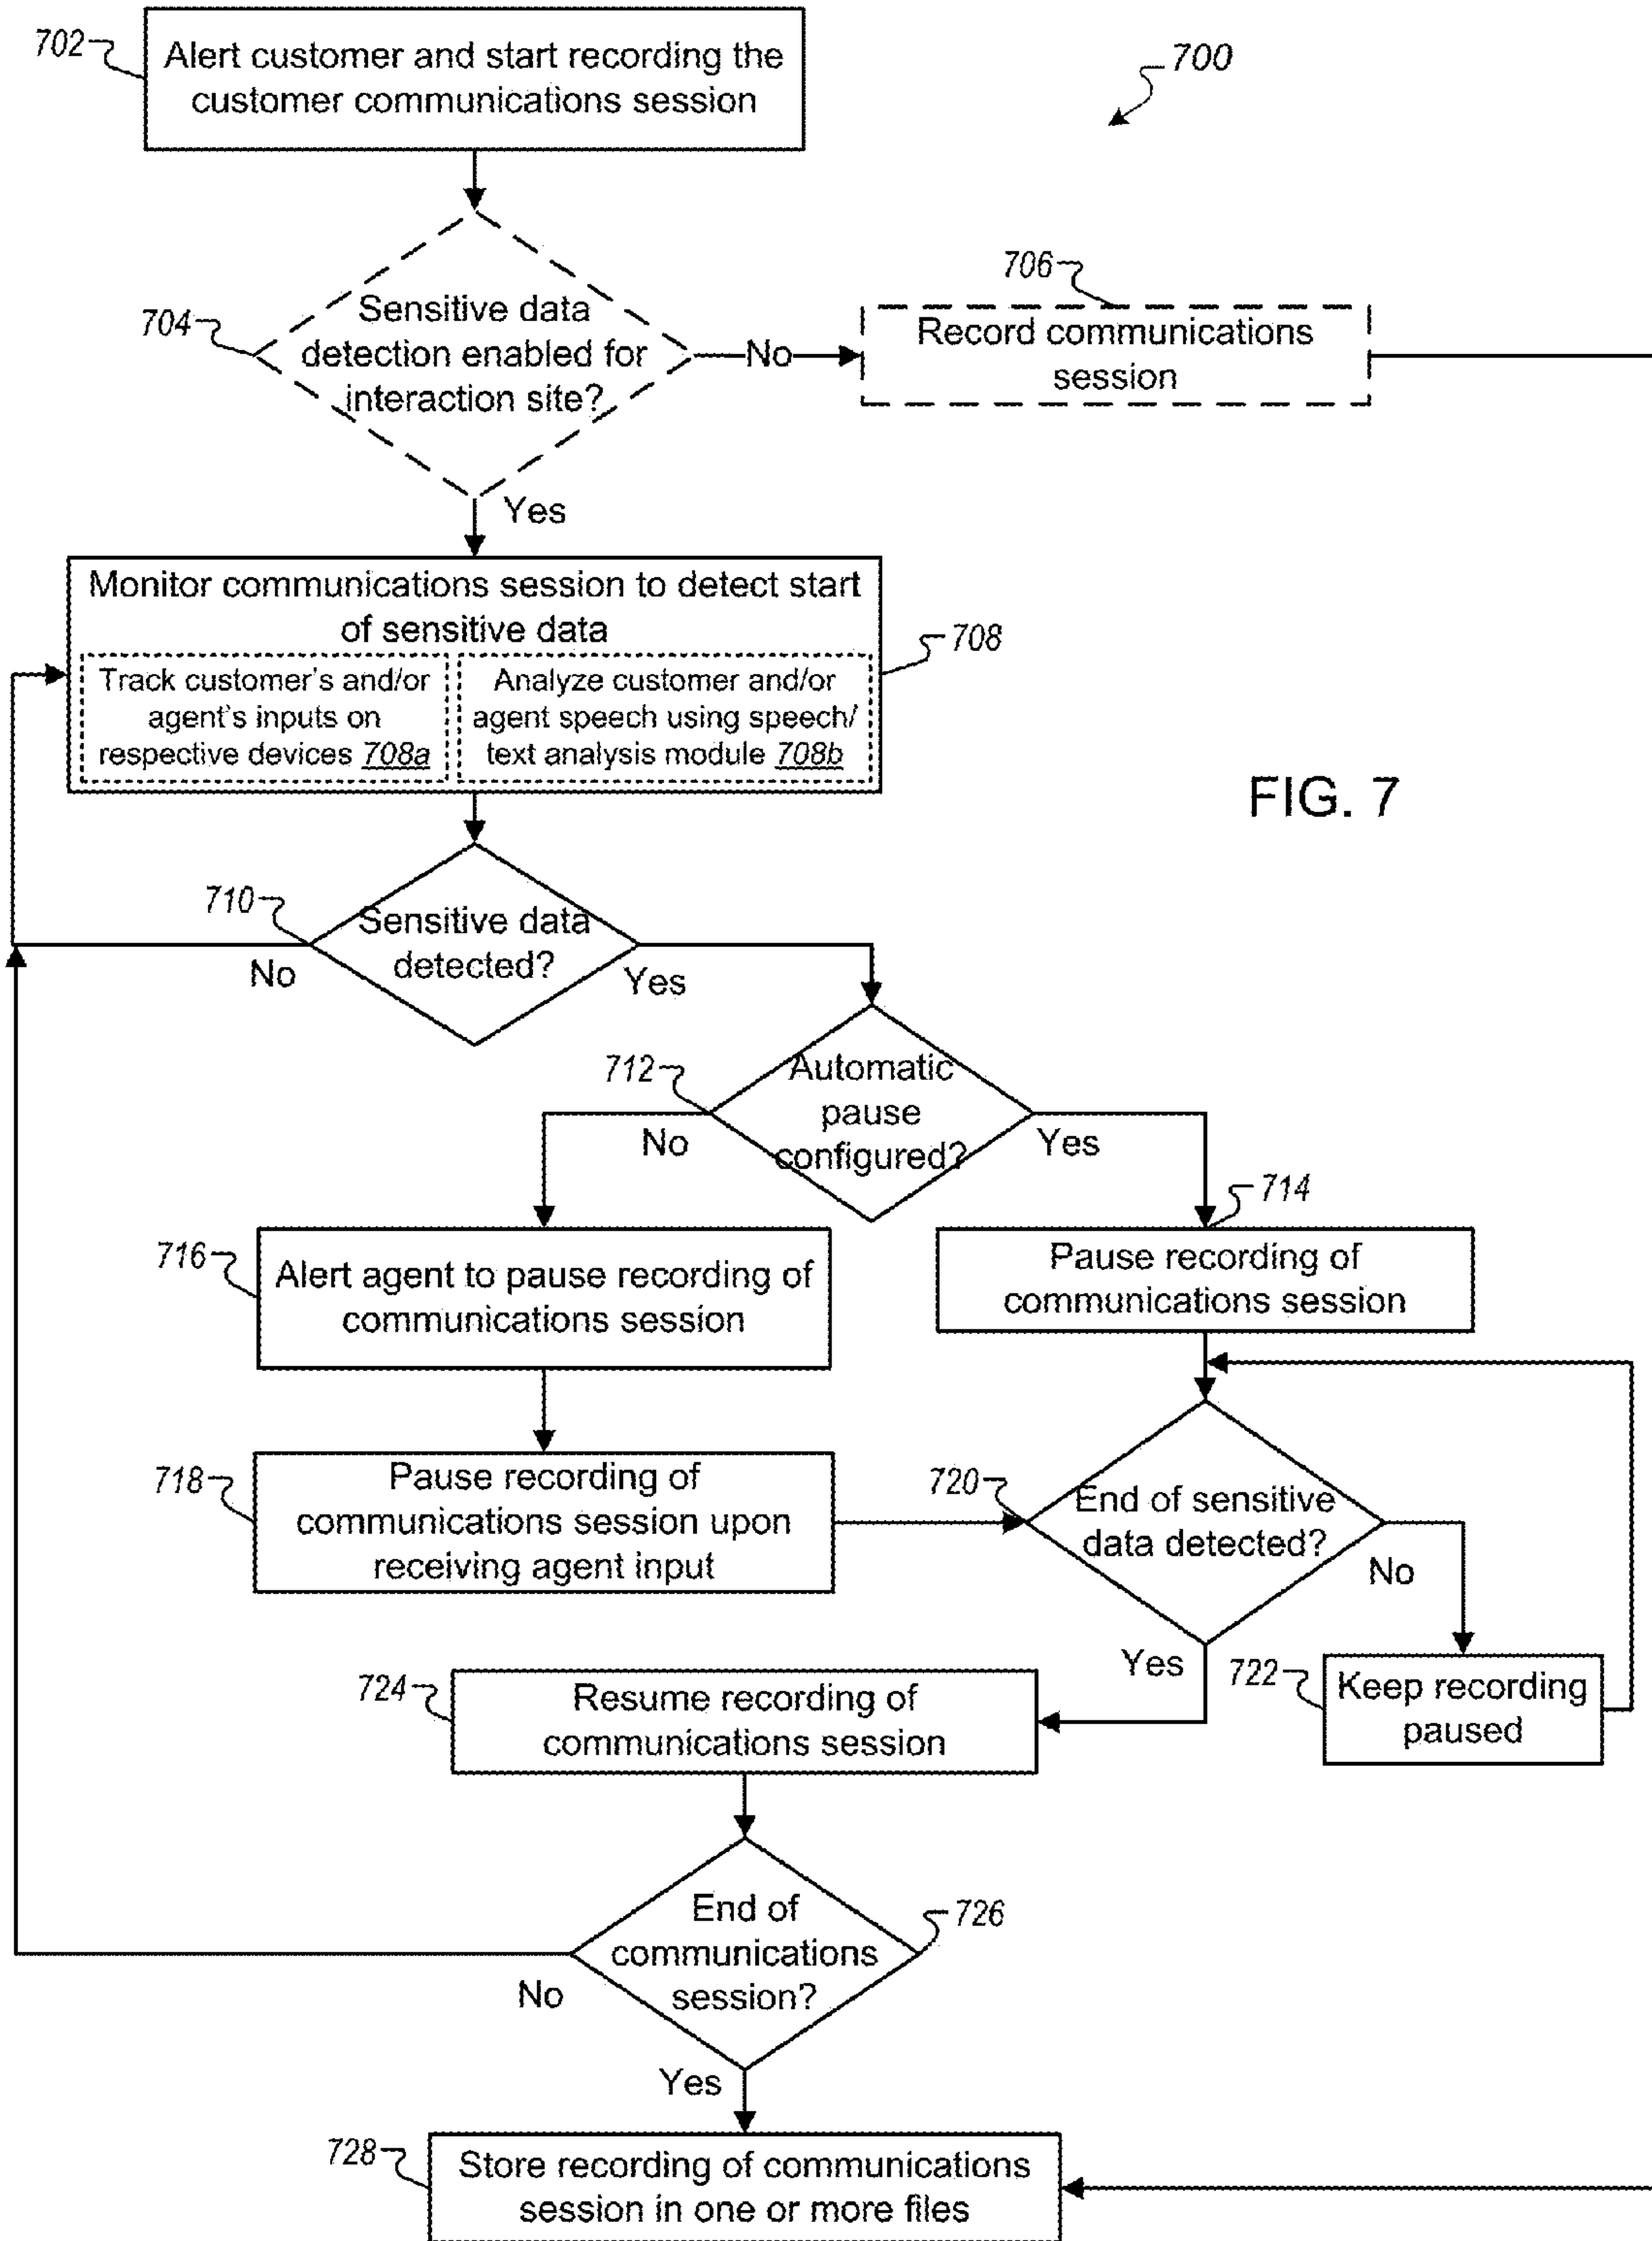 702
Alert customer and start recording the
customer communications session
700
704
Sensitive data
detection enabled for
interaction site?
No
706
Record communications
session
Yes
Monitor communications session to detect start
of sensitive data
708
Track customer's and/or
agent's inputs on
respective devices 708a
Analyze customer and/or
agent speech using speech/
text analysis module 708b
FIG. 7
710
Sensitive data
detected?
No
Yes
712
Automatic
pause
configured?
No
Yes
714
Pause recording of
communications session
716
Alert agent to pause recording of
communications session
718
Pause recording of
communications session upon
receiving agent input
720
End of sensitive
data detected?
No
Yes
722
Keep recording
paused
724
Resume recording of
communications session
726
End of
communications
session?
No
Yes
728
Store recording of communications
session in one or more files